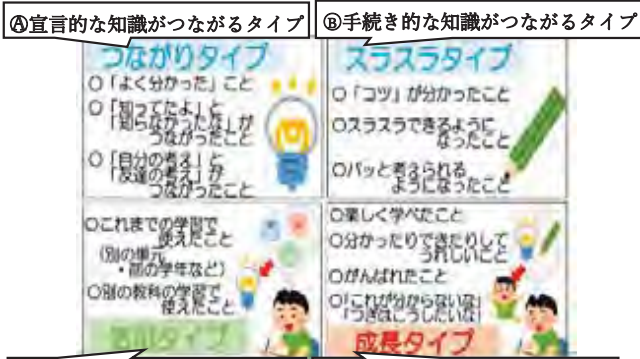 Ⓐ宣言的な知識がつながるタイプ
Ⓑ手続き的な知識がつながるタイプ
つながりタイプ
○「よく分かった」こと
○「知ってたよ」と
「知らなかったな」が
つながったこと
○「自分の考え」と
「友達の考え」が
つながったこと
スラスラタイプ
○「コツ」が分かったこと
○スラスラできるように
なったこと
○パッと考えられる
ようになったこと
○これまでの学習で
使えたこと
(別の単元
・前の学年など)
○別の教科の学習で
使えたこと
タイプ
○楽しく学べたこと
○分かったりできたりして
うれしいこと
○がんばれたこと
○「これが分からないな」
「つぎはこうしたいな」
成長タイプ